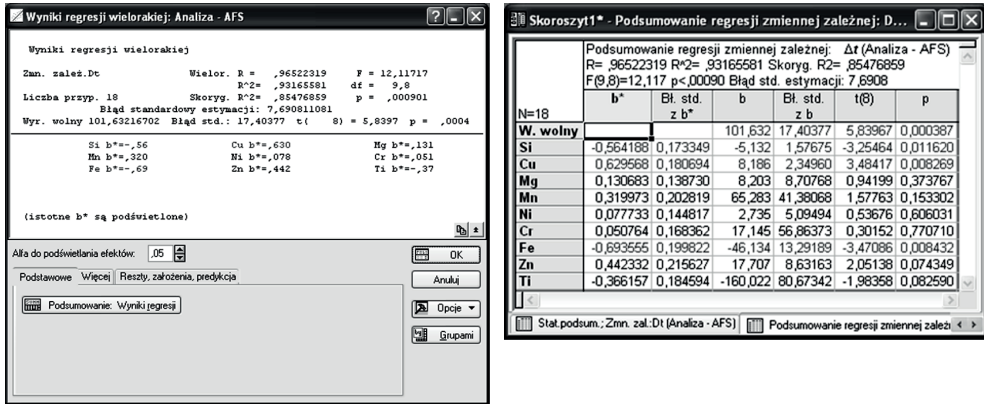 Wyniki regresji wielorakiej: Analiza - AFS
Wyniki regresji wielorakiej
Zmn. zależ.Dt Wielor. R = ,96522319 F = 12,11717
R^2= ,93165581 df = 9,8
Liczba przyp. 18 Skoryg. R^2= ,85476859 p = ,000901
Błąd standardowy estymacji: 7,690811081
Wyr. wolny 101,63216702 Błąd std.: 17,40377 t( 8) = 5,8397 p = ,0004
Si b*=-,56 Cu b*=,630 Mg b*=,131
Mn b*=,320 Ni b*=,078 Cr b*=,051
Fe b*=-,69 Zn b*=,442 Ti b*=-,37
(istotne b* są podświetlone)
Alfa do podświetlania efektów: ,05
OK
Podstawowe Więcej Reszty, założenia, predykcja
Anuluj
Podsumowanie: Wyniki regresji
Opcje
Grupami
Skoroszyt1* - Podsumowanie regresji zmiennej zależnej: D...
Podsumowanie regresji zmiennej zależnej: Δt (Analiza - AFS)
R= ,96522319 R^2= ,93165581 Skoryg. R2= ,85476859
F(9,8)=12,117 p<,00090 Błąd std. estymacji: 7,6908
N=18 b* Bł. std. z b* b Bł. std. z b t(8) p
W. wolny 101,632 17,40377 5,83967 0,000387
Si -0,564188 0,173349 -5,132 1,57675 -3,25464 0,011620
Cu 0,629568 0,180694 8,186 2,34960 3,48417 0,008269
Mg 0,130683 0,138730 8,203 8,70768 0,94199 0,373767
Mn 0,319973 0,202819 65,283 41,38068 1,57763 0,153302
Ni 0,077733 0,144817 2,735 5,09494 0,53676 0,606031
Cr 0,050764 0,168362 17,145 56,86373 0,30152 0,770710
Fe -0,693555 0,199822 -46,134 13,29189 -3,47086 0,008432
Zn 0,442332 0,215627 17,707 8,63163 2,05138 0,074349
Ti -0,366157 0,184594 -160,022 80,67342 -1,98358 0,082590
Stat.podsum.; Zmn. zal.:Dt (Analiza - AFS) Podsumowanie regresji zmiennej zależ